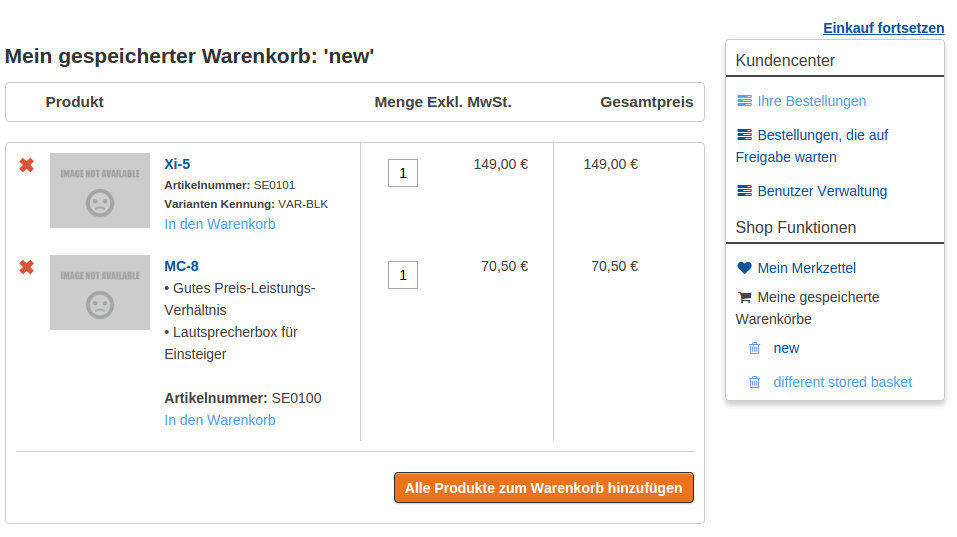 Einkauf fortsetzen
Mein gespeicherter Warenkorb: 'new'
Produkt Menge Exkl. MwSt. Gesamtpreis
IMAGE NOT AVAILABLE
Xi-5
Artikelnummer: SE0101
Varianten Kennung: VAR-BLK
In den Warenkorb
1 149,00 € 149,00 €
IMAGE NOT AVAILABLE
MC-8
• Gutes Preis-Leistungs-
Verhältnis
• Lautsprecherbox für
Einsteiger
Artikelnummer: SE0100
In den Warenkorb
1 70,50 € 70,50 €
Alle Produkte zum Warenkorb hinzufügen
Kundencenter
Ihre Bestellungen
Bestellungen, die auf
Freigabe warten
Benutzer Verwaltung
Shop Funktionen
Mein Merkzettel
Meine gespeicherte
Warenkörbe
new
different stored basket